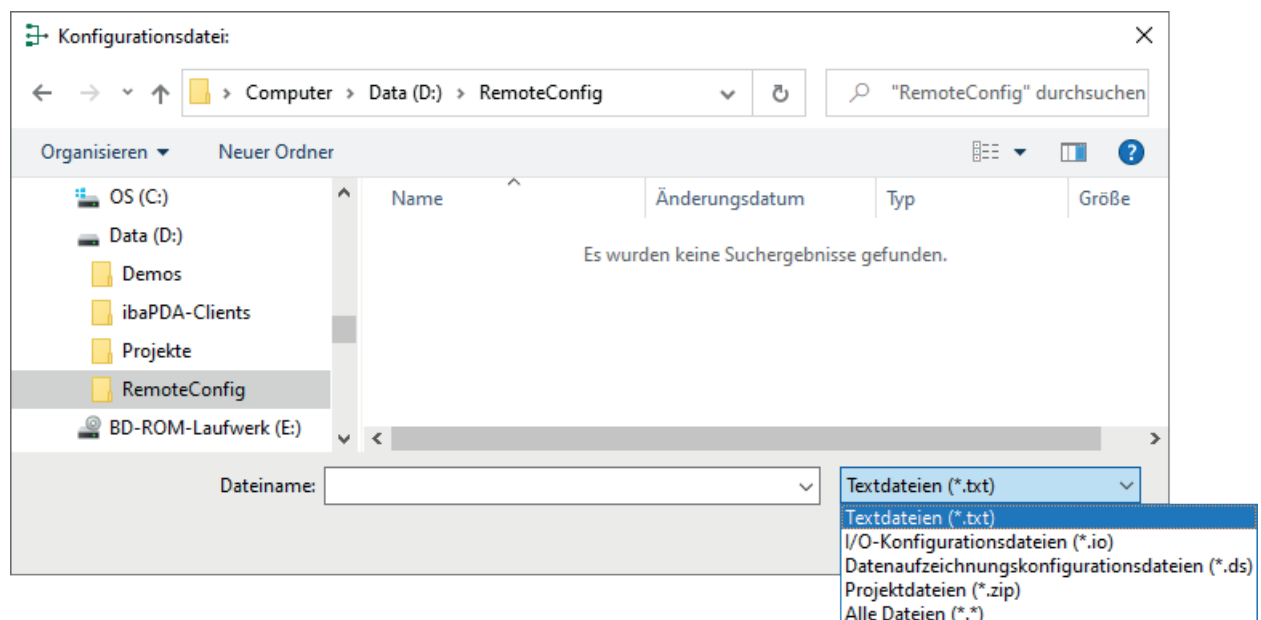 Konfigurationsdatei:
Computer > Data (D:) > RemoteConfig
"RemoteConfig" durchsuchen
Organisieren Neuer Ordner
OS (C:)
Data (D:)
Demos
ibaPDA-Clients
Projekte
RemoteConfig
BD-ROM-Laufwerk (E:)
Name Änderungsdatum Typ Größe
Es wurden keine Suchergebnisse gefunden.
Dateiname:
Textdateien (*.txt)
Textdateien (*.txt)
I/O-Konfigurationsdateien (*.io)
Datenaufzeichnungskonfigurationsdateien (*.ds)
Projektdateien (*.zip)
Alle Dateien (*.*)